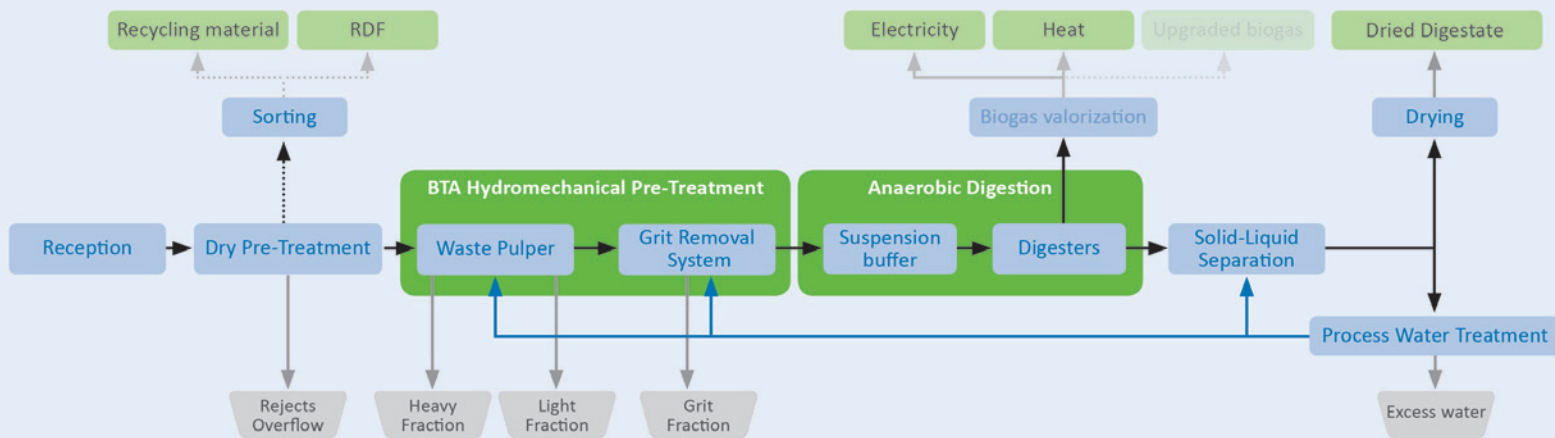 Recycling material
RDF
Electricity
Heat
Upgraded biogas
Dried Digestate
Sorting
Biogas valorization
Drying
BTA Hydromechanical Pre-Treatment
Anaerobic Digestion
Reception
Dry Pre-Treatment
Waste Pulper
Grit Removal
System
Suspension
buffer
Digesters
Solid-Liquid
Separation
Process Water Treatment
Rejects
Overflow
Heavy
Fraction
Light
Fraction
Grit
Fraction
Excess water